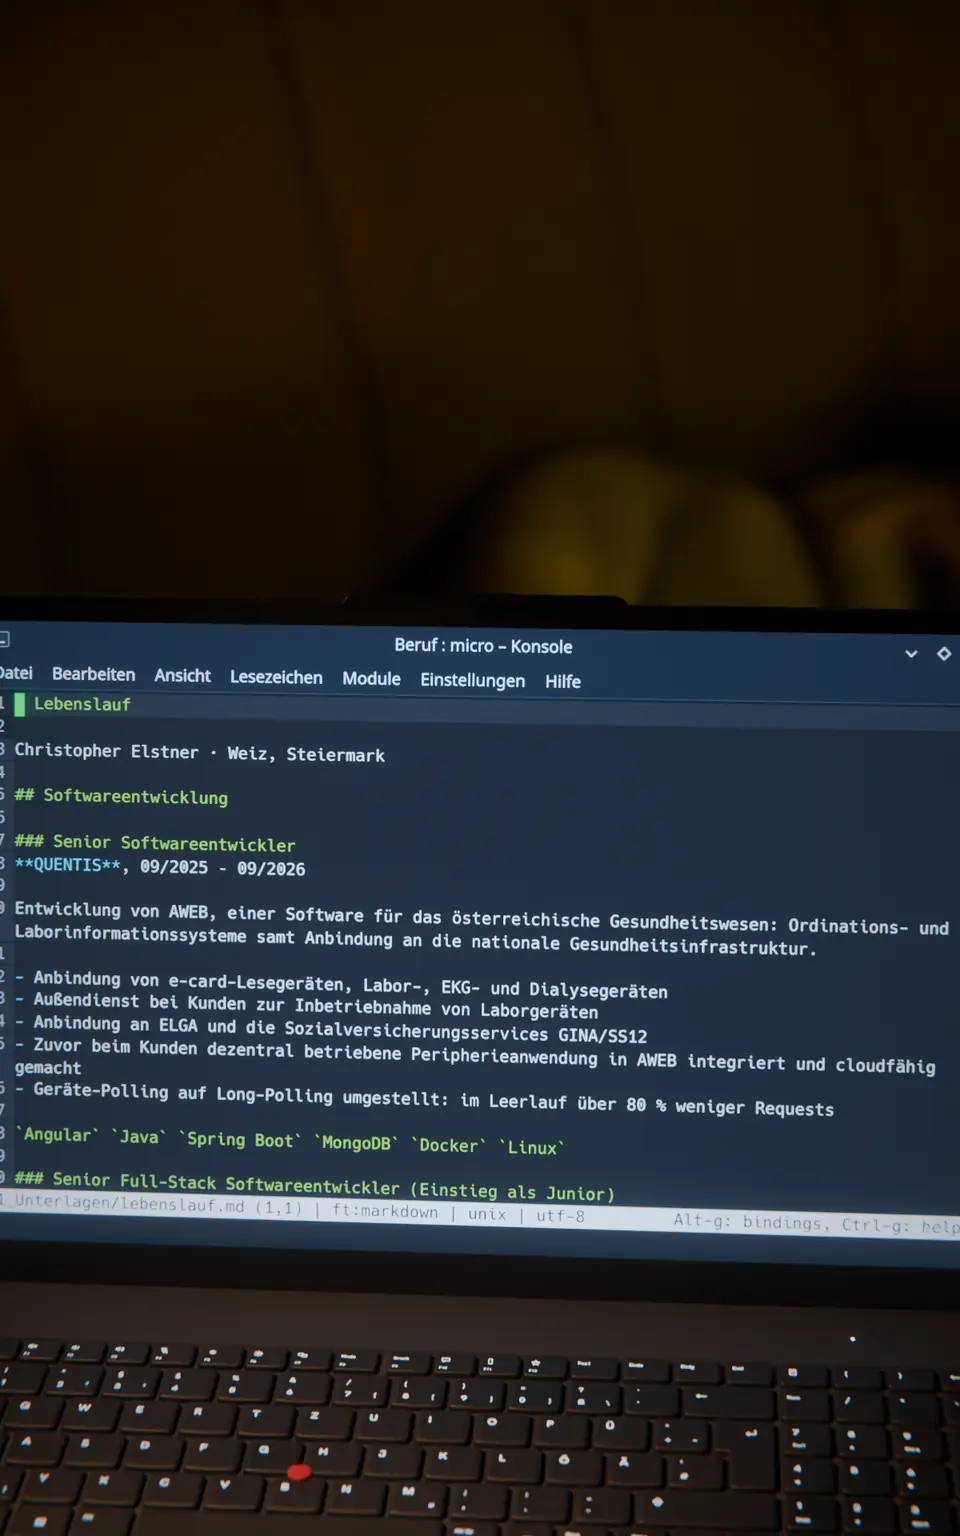 Beruf : micro – Konsole
Datei Bearbeiten Ansicht Lesezeichen Module Einstellungen Hilfe
Lebenslauf
Christopher Elstner · Weiz, Steiermark
## Softwareentwicklung
### Senior Softwareentwickler
**QUENTIS**, 09/2025 - 09/2026
Entwicklung von AWEB, einer Software für das österreichische Gesundheitswesen: Ordinations- und
Laborinformationssysteme samt Anbindung an die nationale Gesundheitsinfrastruktur.
- Anbindung von e-card-Lesegeräten, Labor-, EKG- und Dialysegeräten
- Außendienst bei Kunden zur Inbetriebnahme von Laborgeräten
- Anbindung an ELGA und die Sozialversicherungsservices GINA/SS12
- Zuvor beim Kunden dezentral betriebene Peripherieanwendung in AWEB integriert und cloudfähig
gemacht
- Geräte-Polling auf Long-Polling umgestellt: im Leerlauf über 80 % weniger Requests
`Angular` `Java` `Spring Boot` `MongoDB` `Docker` `Linux`
### Senior Full-Stack Softwareentwickler (Einstieg als Junior)
Unterlagen/lebenslauf.md (1,1) | ft:markdown | unix | utf-8 Alt-g: bindings, Ctrl-g: help
Q W E R T Z U I O P Ü
A S D F G H J K L Ö Ä
Y X C V B N M